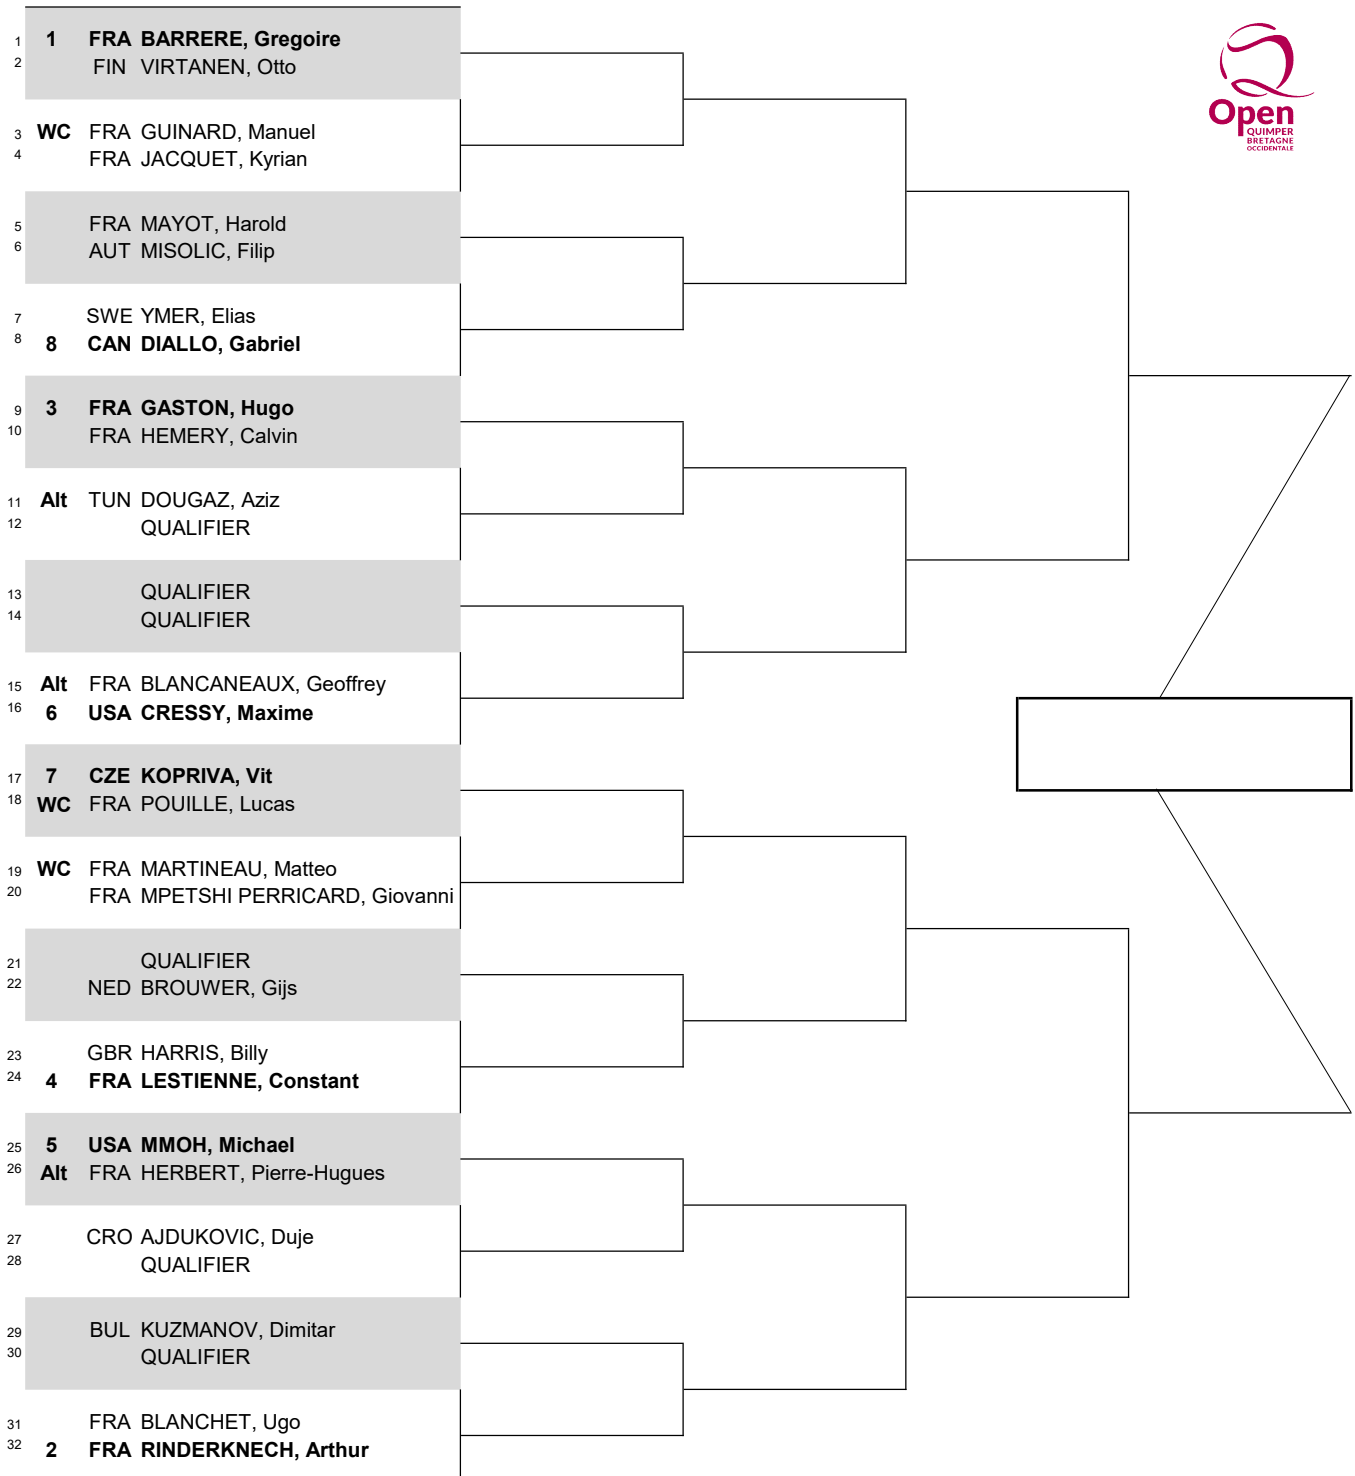 1 1 FRA BARRERE, Gregoire
2 FIN VIRTANEN, Otto
3 WC FRA GUINARD, Manuel
4 FRA JACQUET, Kyrian
5 FRA MAYOT, Harold
6 AUT MISOLIC, Filip
7 SWE YMER, Elias
8 8 CAN DIALLO, Gabriel
9 3 FRA GASTON, Hugo
10 FRA HEMERY, Calvin
11 Alt TUN DOUGAZ, Aziz
12 QUALIFIER
13 QUALIFIER
14 QUALIFIER
15 Alt FRA BLANCANEAUX, Geoffrey
16 6 USA CRESSY, Maxime
17 7 CZE KOPRIVA, Vit
18 WC FRA POUILLE, Lucas
19 WC FRA MARTINEAU, Matteo
20 FRA MPETSHI PERRICARD, Giovanni
21 QUALIFIER
22 NED BROUWER, Gijs
23 GBR HARRIS, Billy
24 4 FRA LESTIENNE, Constant
25 5 USA MMOH, Michael
26 Alt FRA HERBERT, Pierre-Hugues
27 CRO AJDUKOVIC, Duje
28 QUALIFIER
29 BUL KUZMANOV, Dimitar
30 QUALIFIER
31 FRA BLANCHET, Ugo
32 2 FRA RINDERKNECH, Arthur
Open
QUIMPER
BRETAGNE
OCCIDENTALE